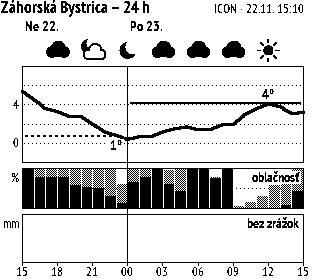 Záhorská Bystrica – 24 h
ICON - 22.11. 15:10
Ne 22. Po 23.
4
0
1°
4°
%
oblačnosť
mm
bez zrážok
15 18 21 00 03 06 09 12 15